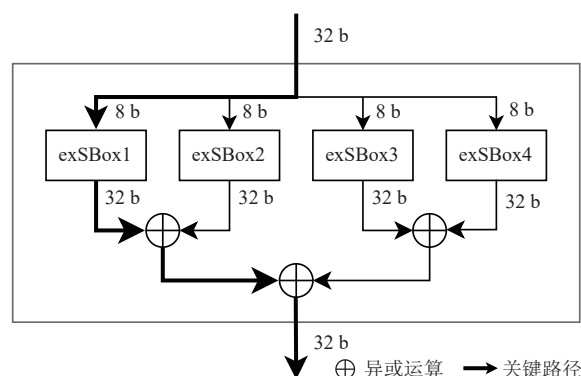 32 b
8 b 8 b 8 b 8 b
exSBox1 exSBox2 exSBox3 exSBox4
32 b 32 b 32 b 32 b
32 b
异或运算 关键路径